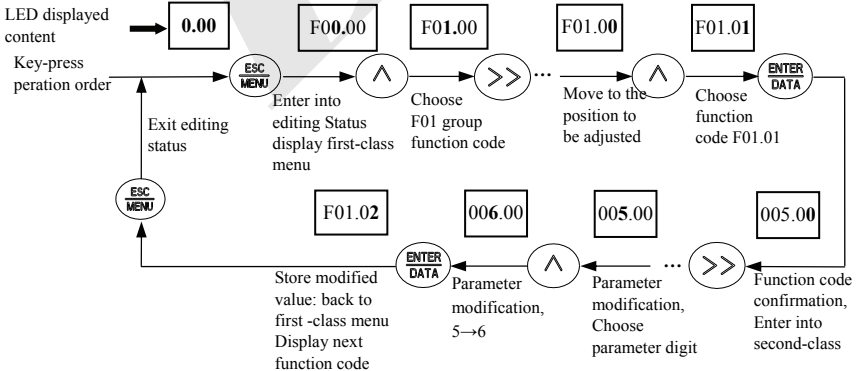 LED displayed
content
0.00
F00.00
F01.00
F01.00
F01.01
Key-press
peration order
ESC
MENU
∧
>>
...
∧
ENTER
DATA
Enter into
editing Status
display first-class
menu
Choose
F01 group
function code
Move to the
position to
be adjusted
Choose
function
code F01.01
Exit editing
status
ESC
MENU
F01.02
006.00
005.00
005.00
ENTER
DATA
∧
...
>>
Store modified
value: back to
first -class menu
Display next
function code
Parameter
modification,
5→6
Parameter
modification,
Choose
parameter digit
Function code
confirmation,
Enter into
second-class